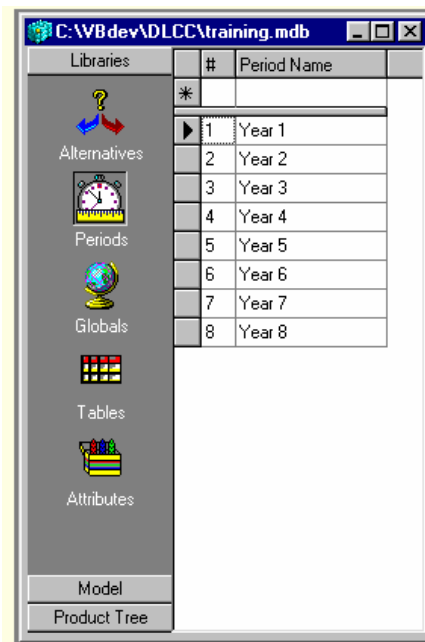 C:\VBdev\DLCC\training.mdb
Libraries
Alternatives
Periods
Globals
Tables
Attributes
Model
Product Tree
# Period Name
*
1 Year 1
2 Year 2
3 Year 3
4 Year 4
5 Year 5
6 Year 6
7 Year 7
8 Year 8